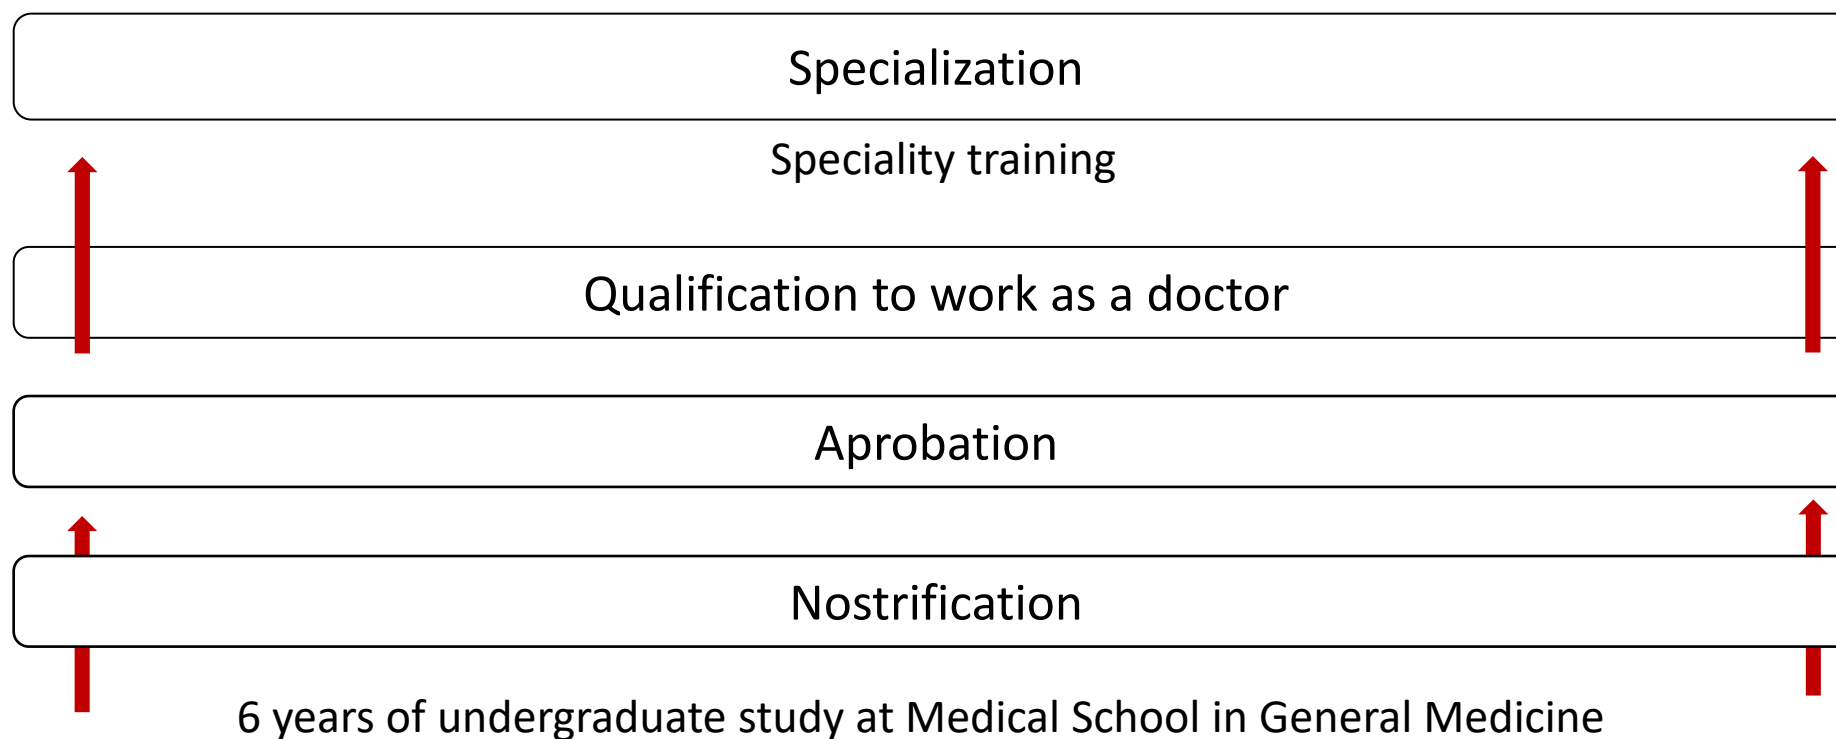 Specialization
Speciality training
Qualification to work as a doctor
Aprobation
Nostrification
6 years of undergraduate study at Medical School in General Medicine